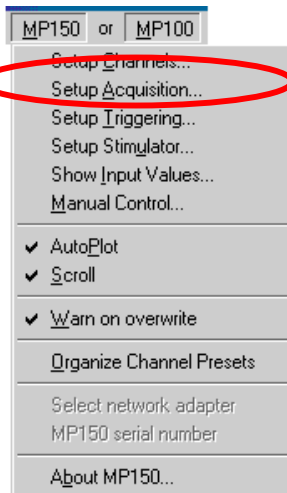 MP150 or MP100
Setup Channels...
Setup Acquisition...
Setup Triggering...
Setup Stimulator...
Show Input Values...
Manual Control...
AutoPlot
Scroll
Warn on overwrite
Organize Channel Presets
Select network adapter
MP150 serial number
About MP150...